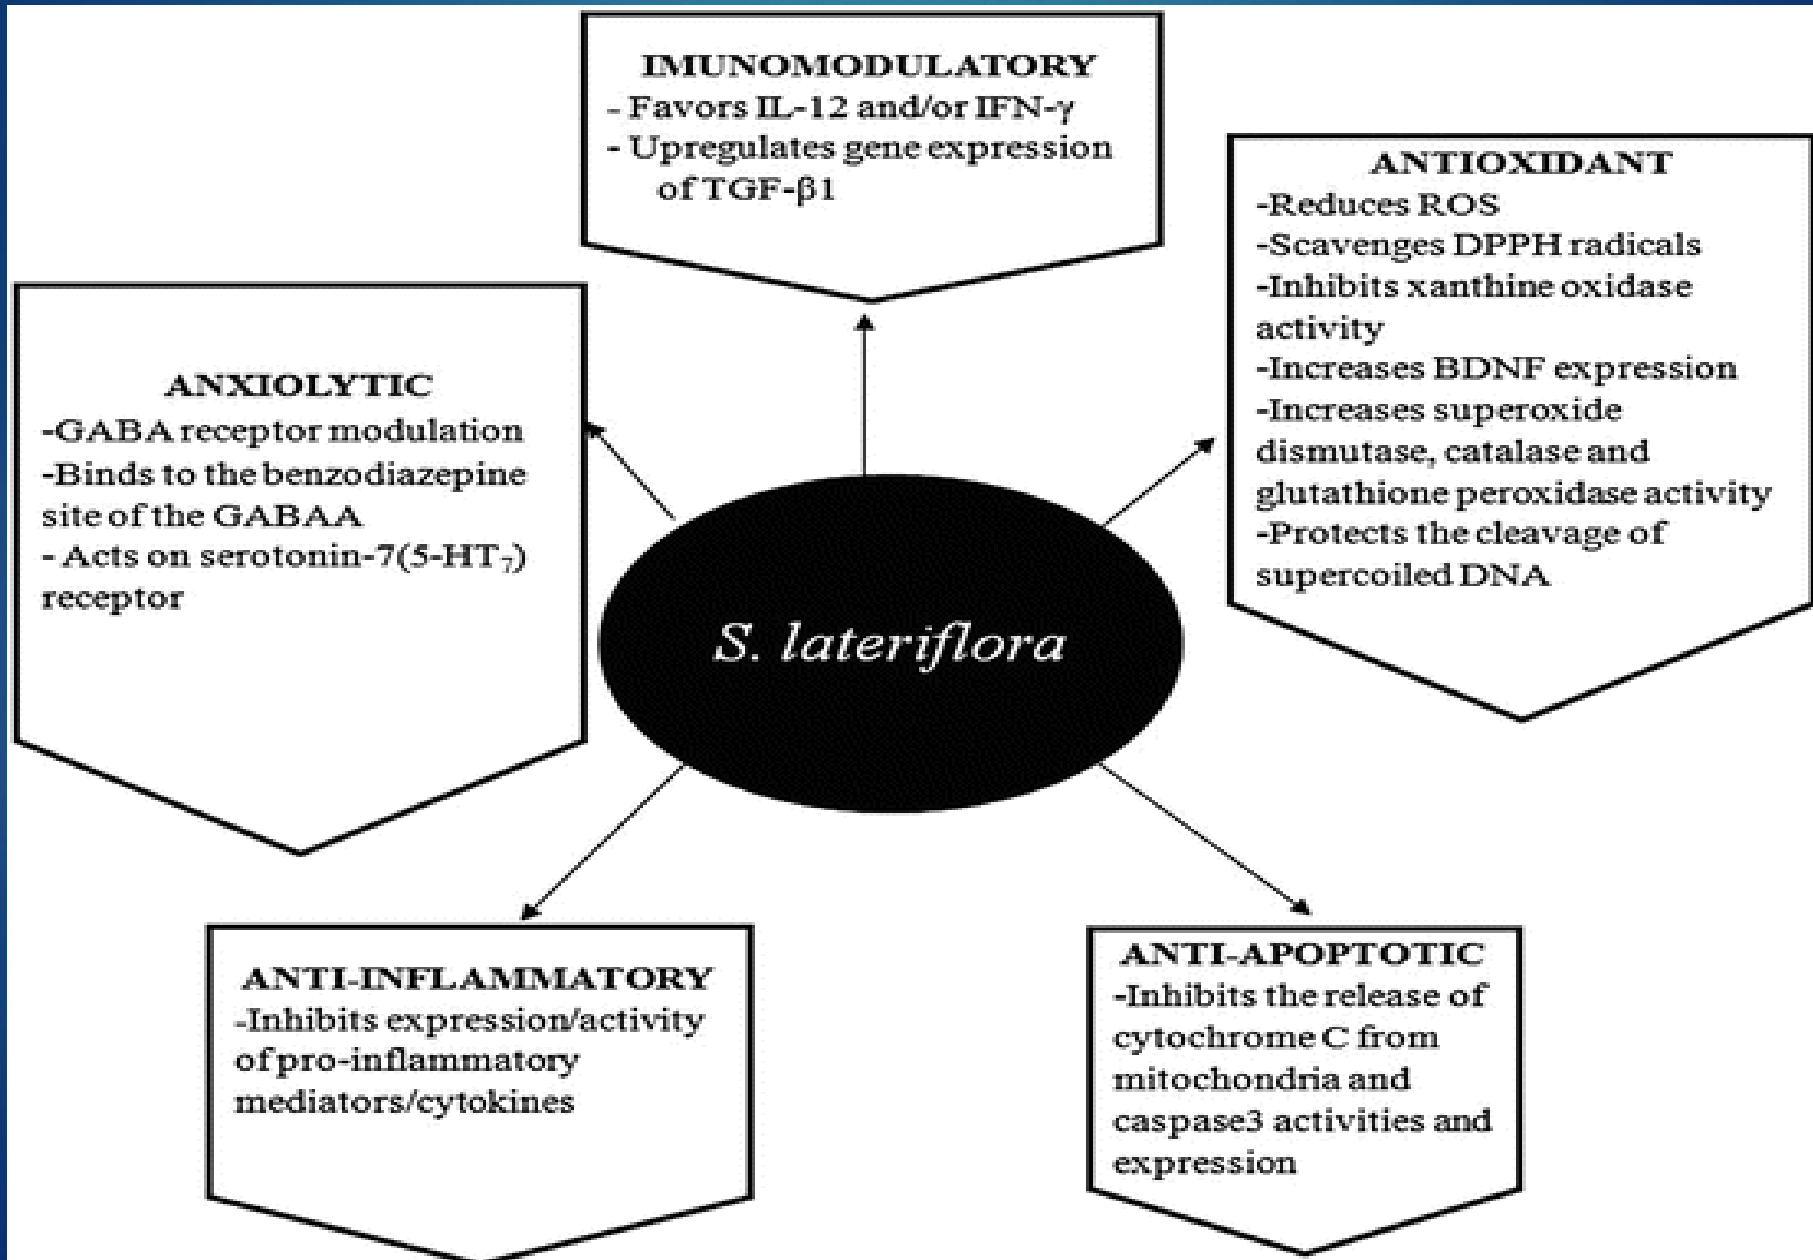 IMUNOMODULATORY
- Favors IL-12 and/or IFN-γ
- Upregulates gene expression
of TGF-β1
ANTIOXIDANT
-Reduces ROS
-Scavenges DPPH radicals
-Inhibits xanthine oxidase
activity
-Increases BDNF expression
-Increases superoxide
dismutase, catalase and
glutathione peroxidase activity
-Protects the cleavage of
supercoiled DNA
ANXIOLYTIC
-GABA receptor modulation
-Binds to the benzodiazepine
site of the GABAA
- Acts on serotonin-7(5-HT₇)
receptor
S. lateriflora
ANTI-INFLAMMATORY
-Inhibits expression/activity
of pro-inflammatory
mediators/cytokines
ANTI-APOPTOTIC
-Inhibits the release of
cytochrome C from
mitochondria and
caspase3 activities and
expression